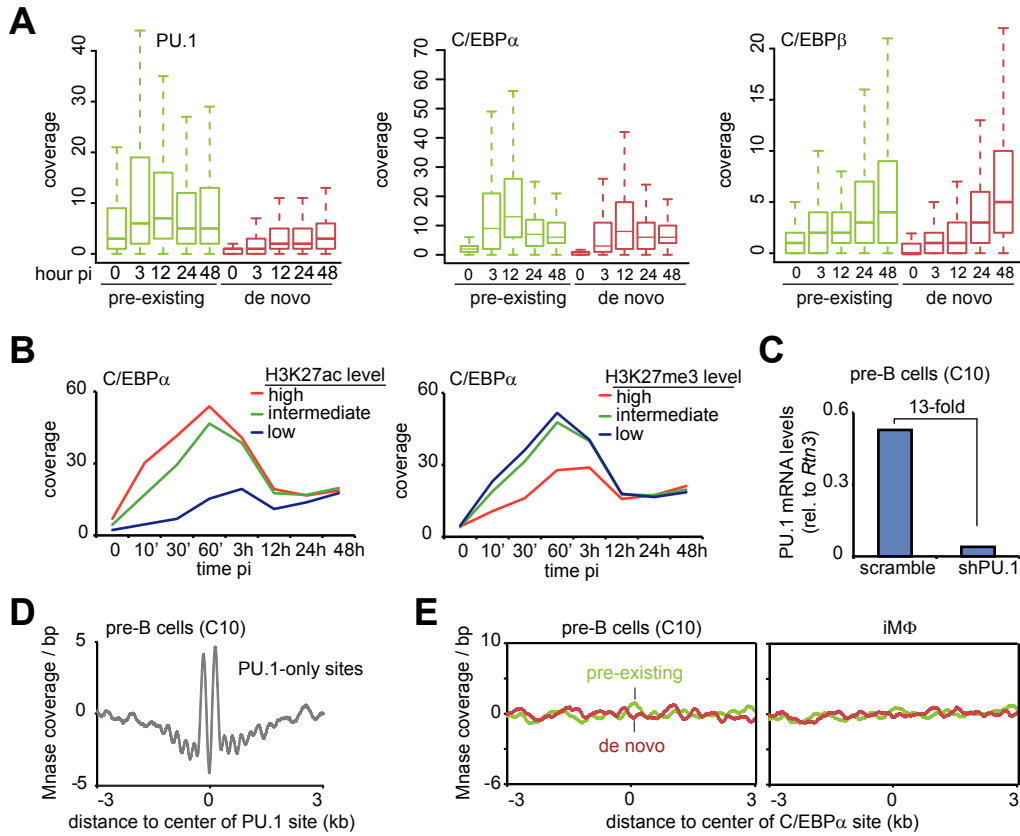 A
PU.1
coverage
40
30
20
10
0
hour pi
0 3 12 24 48 0 3 12 24 48
pre-existing de novo
C/EBPα
coverage
70
60
50
40
30
20
10
0
0 3 12 24 48 0 3 12 24 48
pre-existing de novo
C/EBPβ
coverage
20
15
10
5
0
0 3 12 24 48 0 3 12 24 48
pre-existing de novo
B
C/EBPα
H3K27ac level
high
intermediate
low
coverage
60
30
0
0 10’ 30’ 60’ 3h 12h 24h 48h
time pi
C/EBPα
H3K27me3 level
high
intermediate
low
coverage
60
30
0
0 10’ 30’ 60’ 3h 12h 24h 48h
time pi
C
pre-B cells (C10)
13-fold
PU.1 mRNA levels
(rel. to Rtn3)
0.6
0.3
0
scramble shPU.1
D
pre-B cells (C10)
PU.1-only sites
Mnase coverage / bp
5
0
-5
-3 0 3
distance to center of PU.1 site (kb)
E
pre-B cells (C10)
iMΦ
pre-existing
de novo
Mnase coverage / bp
10
0
-6
-3 0 3 -3 0 3
distance to center of C/EBPα site (kb)